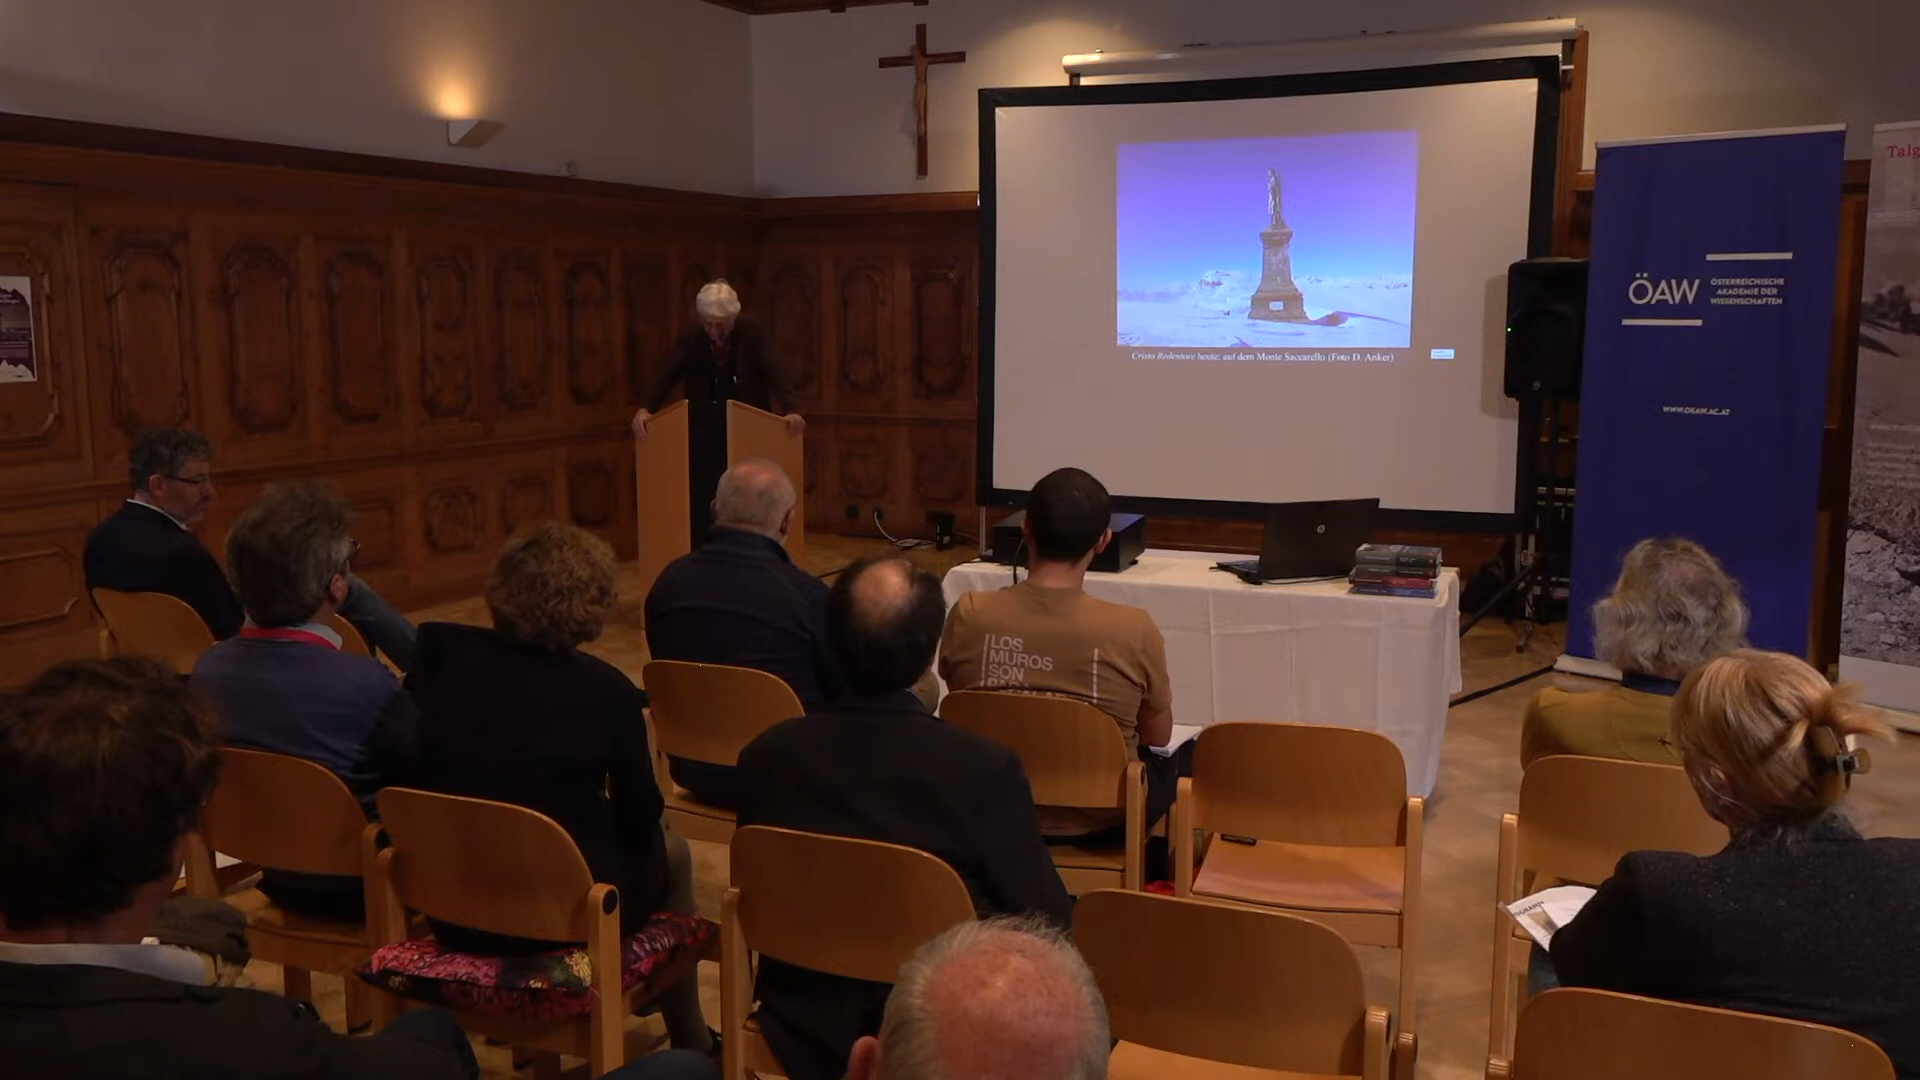 Cristo Redentore heute: auf dem Monte Saccarello (Foto D. Anker)
ÖAW
ÖSTERREICHISCHE
AKADEMIE DER
WISSENSCHAFTEN
WWW.OEAW.AC.AT
Talg
LOS
MUROS
SON